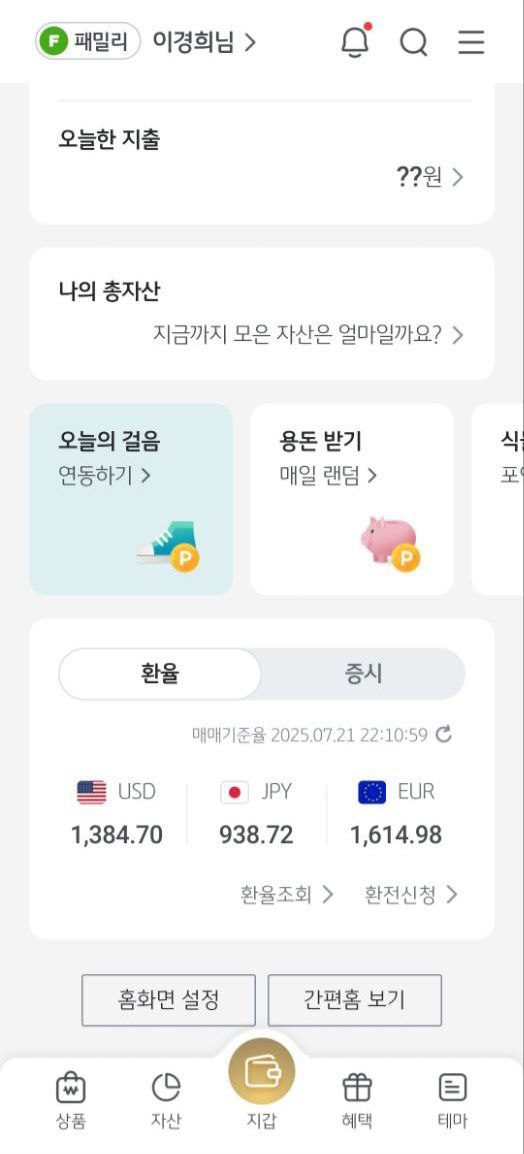 F 패밀리 이경희님
오늘한 지출
??원
나의 총자산
지금까지 모은 자산은 얼마일까요?
오늘의 걸음
연동하기
P
용돈 받기
매일 랜덤
P
환율 증시
매매기준율 2025.07.21 22:10:59
USD JPY EUR
1,384.70 938.72 1,614.98
환율조회 환전신청
홈화면 설정 간편홈 보기
상품 자산 지갑 혜택 테마